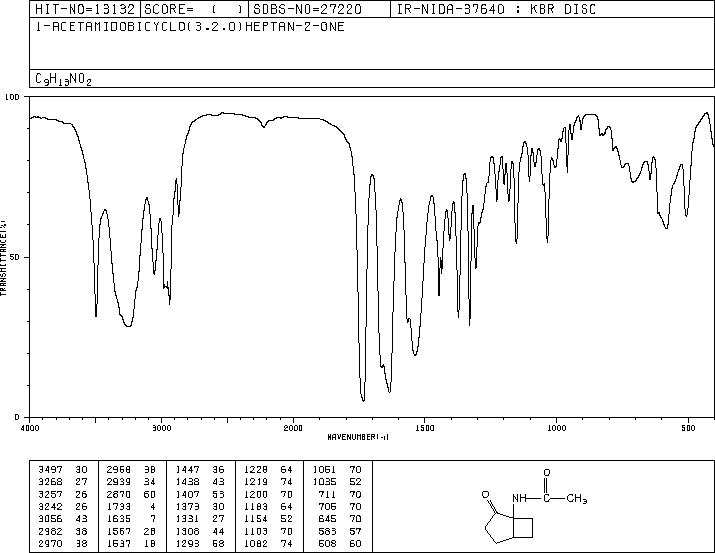 HIT-NO=13132 SCORE= ( ) SDBS-NO=27220 IR-NIDA-37640 : KBR DISC
1-ACETAMIDOBICYCLO(3.2.0)HEPTAN-2-ONE
C9H13NO2
100
50
0
TRANSMITTANCE(%)
4000 3000 2000 1500 1000 500
WAVENUMBER(-1)
3497 30 2958 38 1447 36 1228 64 1051 70
3268 27 2939 34 1438 43 1219 74 1035 52
3257 26 2870 60 1407 53 1200 70 711 70
3242 26 1733 4 1373 30 1183 64 705 70
3056 43 1635 7 1331 27 1154 52 645 70
2982 38 1567 28 1308 44 1103 70 583 57
2970 38 1537 18 1293 58 1082 74 508 60
O
O
NH
C
CH3